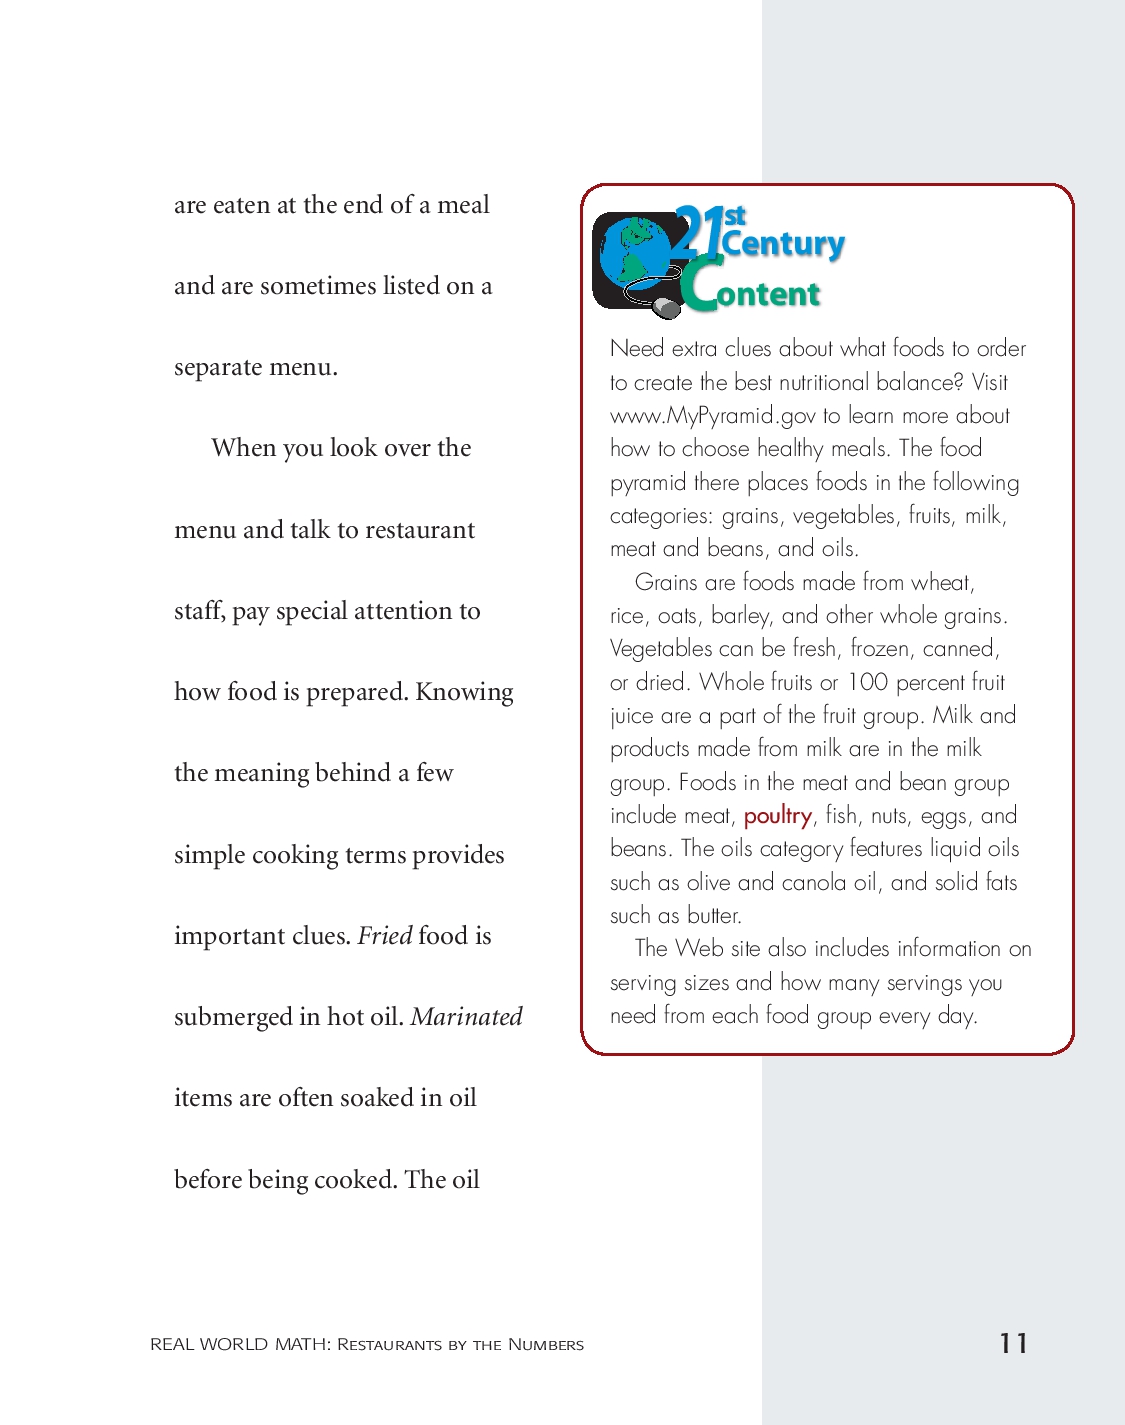 are eaten at the end of a meal
and are sometimes listed on a
separate menu.
When you look over the
menu and talk to restaurant
staff, pay special attention to
how food is prepared. Knowing
the meaning behind a few
simple cooking terms provides
important clues. Fried food is
submerged in hot oil. Marinated
items are often soaked in oil
before being cooked. The oil
21st Century
Content
Need extra clues about what foods to order
to create the best nutritional balance? Visit
www.MyPyramid.gov to learn more about
how to choose healthy meals. The food
pyramid there places foods in the following
categories: grains, vegetables, fruits, milk,
meat and beans, and oils.
Grains are foods made from wheat,
rice, oats, barley, and other whole grains.
Vegetables can be fresh, frozen, canned,
or dried. Whole fruits or 100 percent fruit
juice are a part of the fruit group. Milk and
products made from milk are in the milk
group. Foods in the meat and bean group
include meat, poultry, fish, nuts, eggs, and
beans. The oils category features liquid oils
such as olive and canola oil, and solid fats
such as butter.
The Web site also includes information on
serving sizes and how many servings you
need from each food group every day.
REAL WORLD MATH: RESTAURANTS BY THE NUMBERS
11